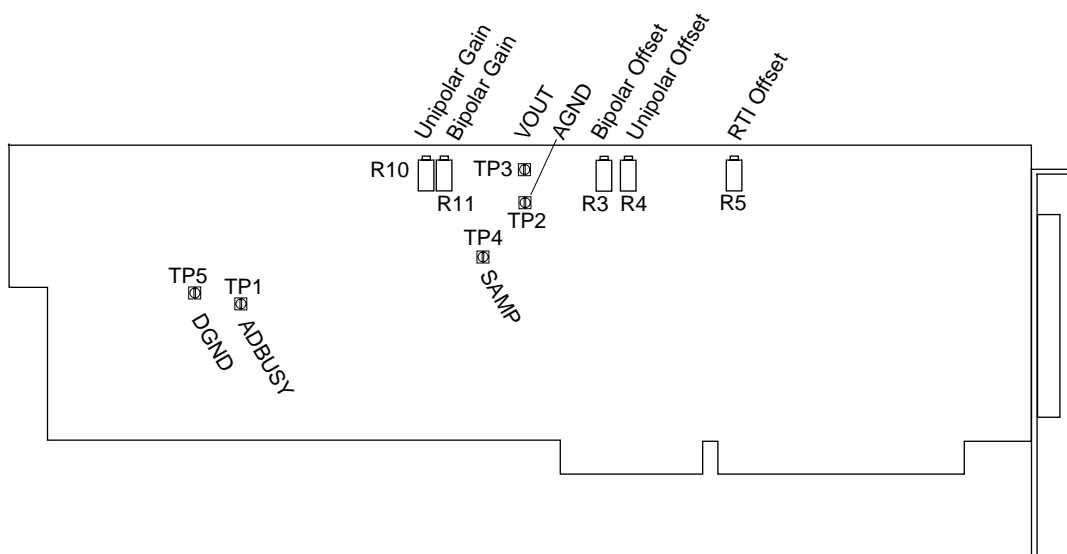 Unipolar Gain
Bipolar Gain
VOUT
AGND
Bipolar Offset
Unipolar Offset
RTI Offset
R10
R11
TP3
TP2
R3
R4
R5
TP4
SAMP
TP5
TP1
DGND
ADBUSY